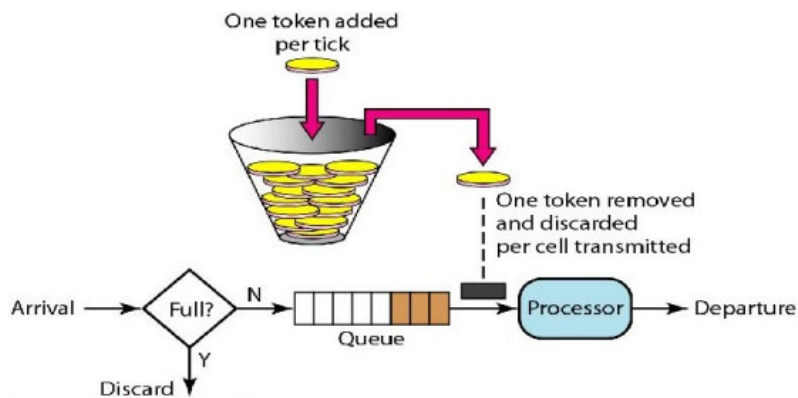 One token added
per tick
One token removed
and discarded
per cell transmitted
Arrival
Full?
N
Processor
Departure
Queue
Y
Discard